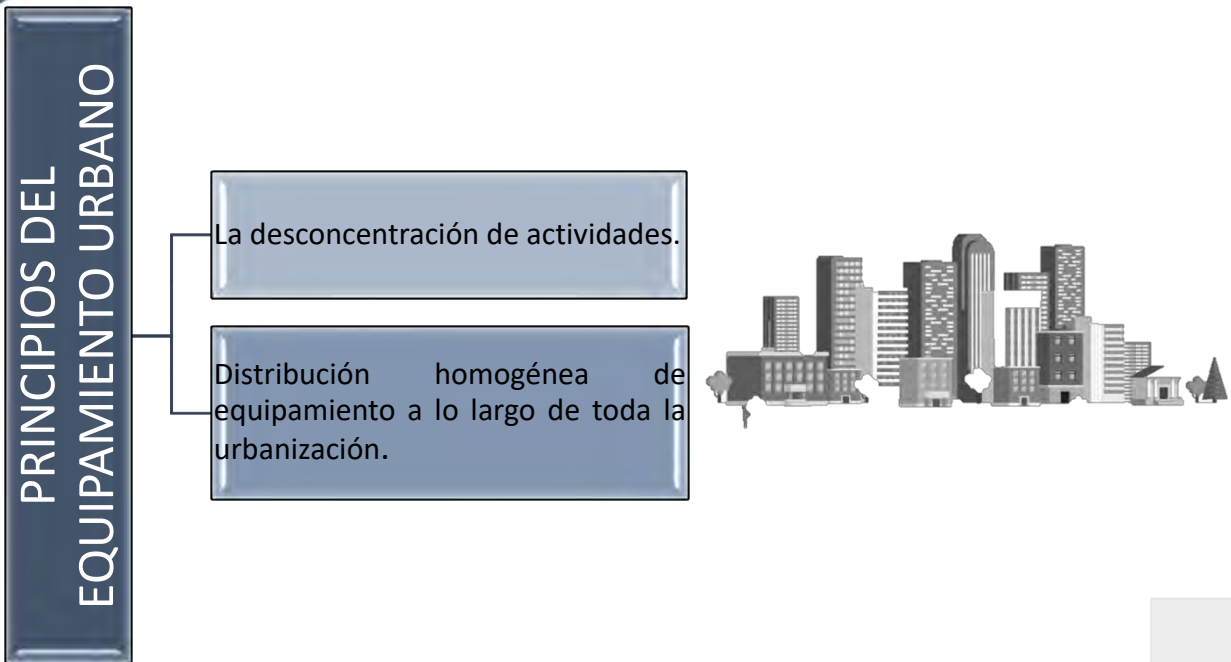 PRINCIPIOS DEL
EQUIPAMIENTO URBANO
La desconcentración de actividades.
Distribución homogénea de
equipamiento a lo largo de toda la
urbanización.